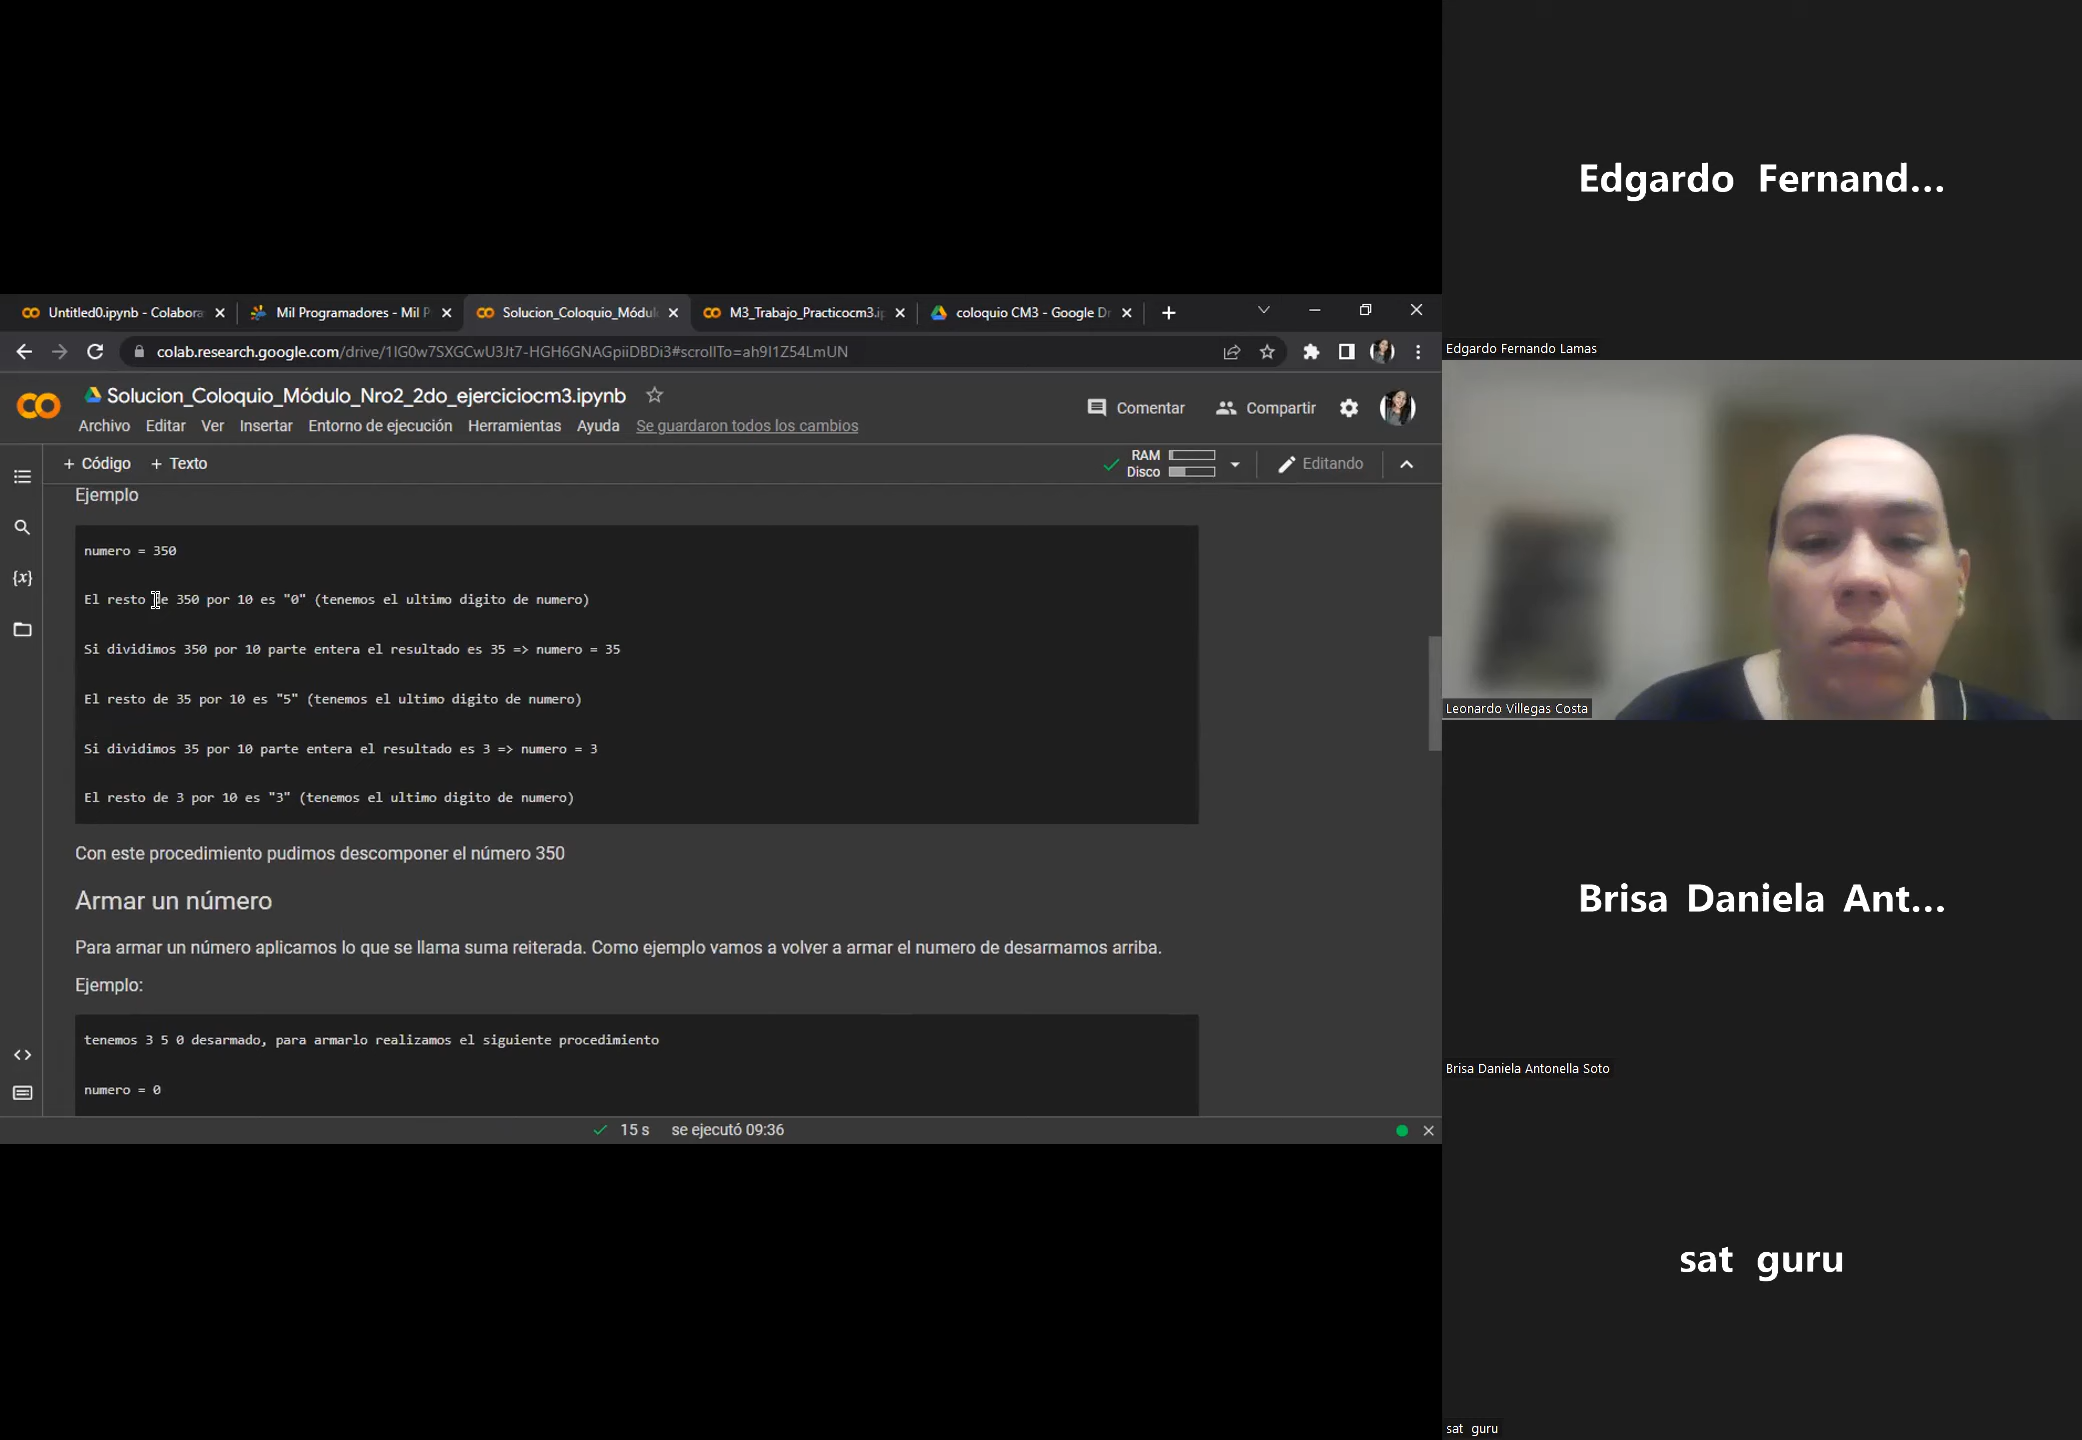 Untitled0.ipynb - Colabora
Mil Programadores - Mil P
Solucion_Coloquio_Módul
M3_Trabajo_Practicocm3.i
coloquio CM3 - Google Dr
colab.research.google.com/drive/1IG0w7SXGCwU3Jt7-HGH6GNAGpiiDBDi3#scrollTo=ah9I1Z54LmUN
Solucion_Coloquio_Módulo_Nro2_2do_ejerciciocm3.ipynb
Comentar
Compartir
Archivo Editar Ver Insertar Entorno de ejecución Herramientas Ayuda Se guardaron todos los cambios
+ Código + Texto
RAM
Disco
Editando
Ejemplo
numero = 350
El resto de 350 por 10 es "0" (tenemos el ultimo digito de numero)
Si dividimos 350 por 10 parte entera el resultado es 35 => numero = 35
El resto de 35 por 10 es "5" (tenemos el ultimo digito de numero)
Si dividimos 35 por 10 parte entera el resultado es 3 => numero = 3
El resto de 3 por 10 es "3" (tenemos el ultimo digito de numero)
Con este procedimiento pudimos descomponer el número 350
Armar un número
Para armar un número aplicamos lo que se llama suma reiterada. Como ejemplo vamos a volver a armar el numero de desarmamos arriba.
Ejemplo:
tenemos 3 5 0 desarmado, para armarlo realizamos el siguiente procedimiento
numero = 0
15 s se ejecutó 09:36
Edgardo Fernand...
Edgardo Fernando Lamas
Leonardo Villegas Costa
Brisa Daniela Ant...
Brisa Daniela Antonella Soto
sat guru
sat guru